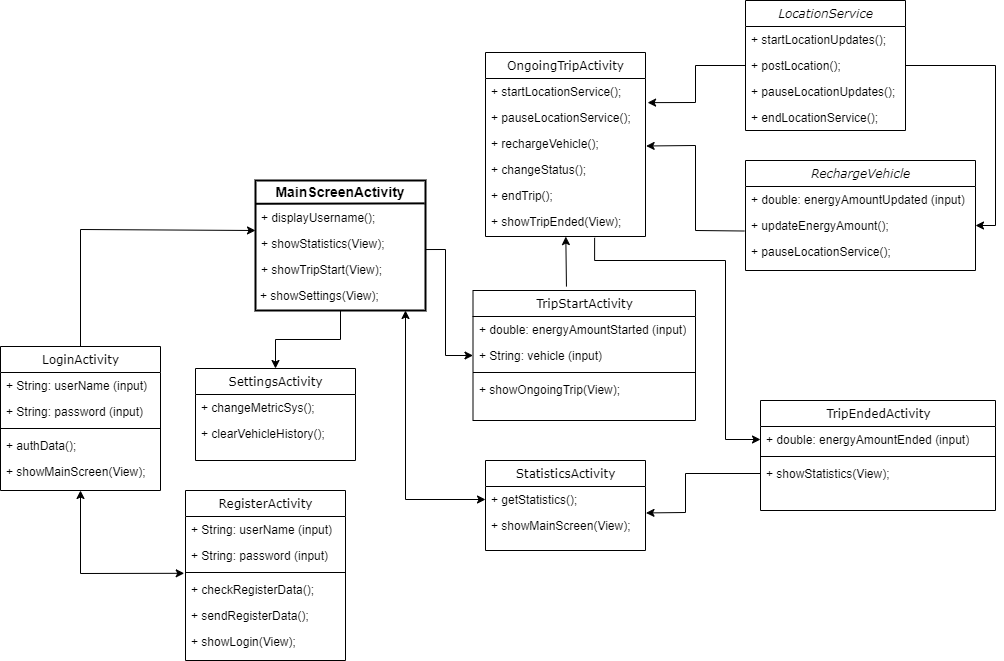 LocationService
+ startLocationUpdates();
+ postLocation();
+ pauseLocationUpdates();
+ endLocationService();
OngoingTripActivity
+ startLocationService();
+ pauseLocationService();
+ rechargeVehicle();
+ changeStatus();
+ endTrip();
+ showTripEnded(View);
RechargeVehicle
+ double: energyAmountUpdated (input)
+ updateEnergyAmount();
+ pauseLocationService();
MainScreenActivity
+ displayUsername();
+ showStatistics(View);
+ showTripStart(View);
+ showSettings(View);
TripStartActivity
+ double: energyAmountStarted (input)
+ String: vehicle (input)
+ showOngoingTrip(View);
LoginActivity
+ String: userName (input)
+ String: password (input)
+ authData();
+ showMainScreen(View);
SettingsActivity
+ changeMetricSys();
+ clearVehicleHistory();
TripEndedActivity
+ double: energyAmountEnded (input)
+ showStatistics(View);
StatisticsActivity
+ getStatistics();
+ showMainScreen(View);
RegisterActivity
+ String: userName (input)
+ String: password (input)
+ checkRegisterData();
+ sendRegisterData();
+ showLogin(View);